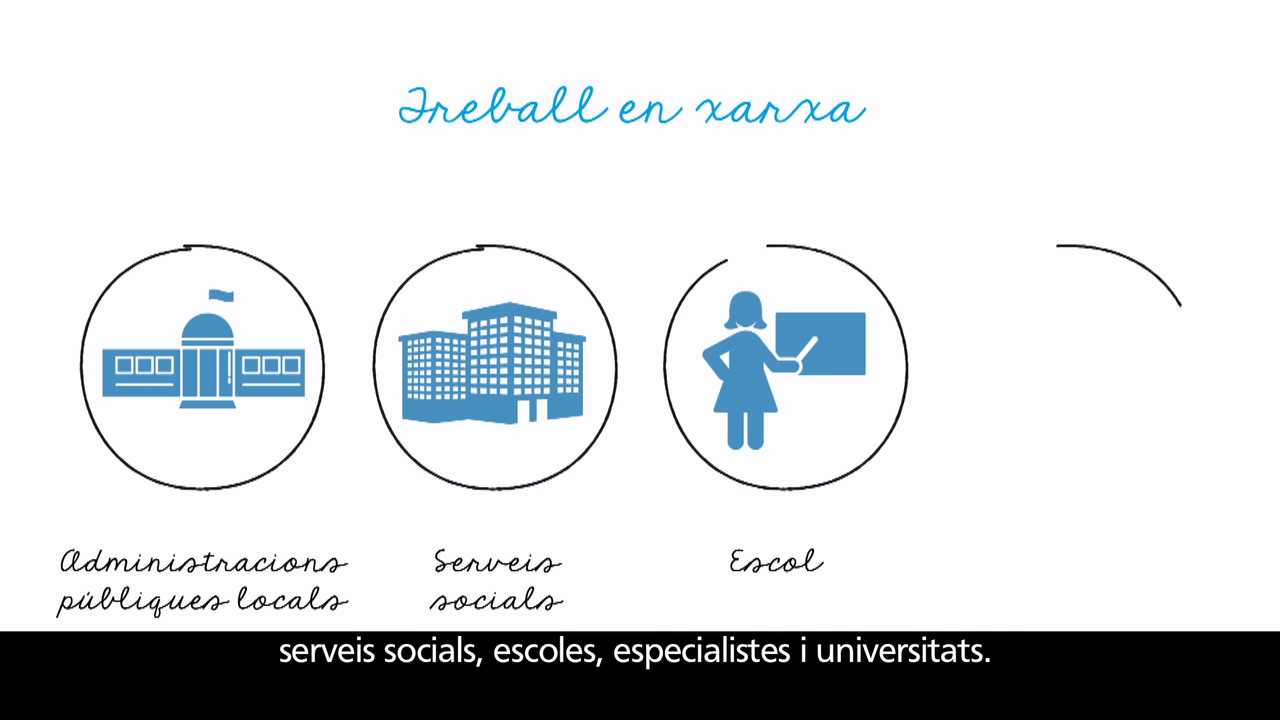 Treball en xarxa
Administracions
públiques locals
Serveis
socials
Escol
serveis socials, escoles, especialistes i universitats.